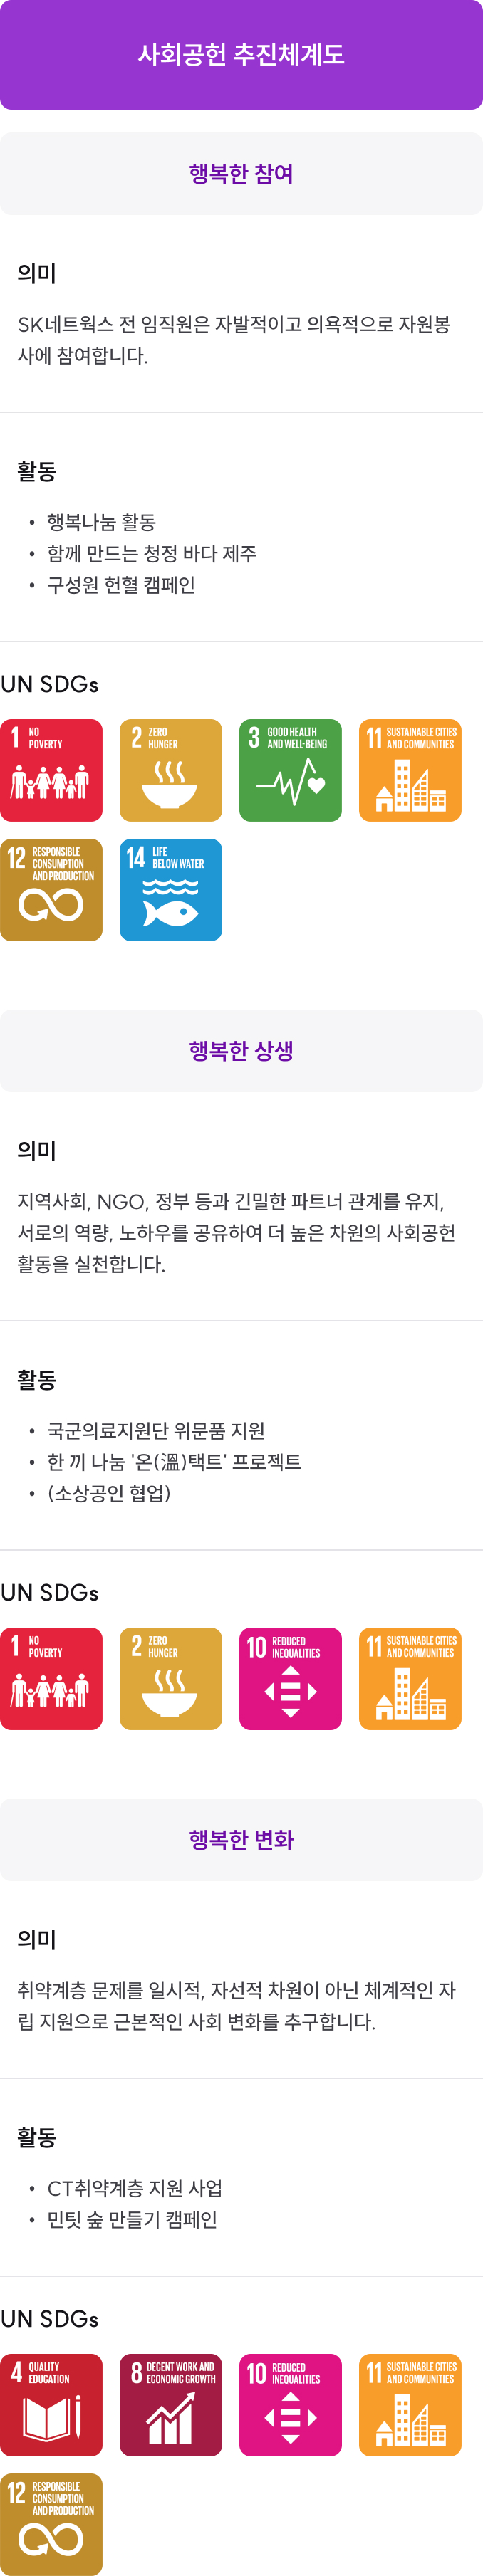 사회공헌 추진체계도
행복한 참여
의미
SK네트웍스 전 임직원은 자발적이고 의욕적으로 자원봉
사에 참여합니다.
활동
• 행복나눔 활동
• 함께 만드는 청정 바다 제주
• 구성원 헌혈 캠페인
UN SDGs
1 NO
POVERTY
2 ZERO
HUNGER
3 GOOD HEALTH
AND WELL-BEING
11 SUSTAINABLE CITIES
AND COMMUNITIES
12 RESPONSIBLE
CONSUMPTION
AND PRODUCTION
14 LIFE
BELOW WATER
행복한 상생
의미
지역사회, NGO, 정부 등과 긴밀한 파트너 관계를 유지,
서로의 역량, 노하우를 공유하여 더 높은 차원의 사회공헌
활동을 실천합니다.
활동
• 국군의료지원단 위문품 지원
• 한 끼 나눔 '온(溫)택트' 프로젝트
• (소상공인 협업)
UN SDGs
1 NO
POVERTY
2 ZERO
HUNGER
10 REDUCED
INEQUALITIES
11 SUSTAINABLE CITIES
AND COMMUNITIES
행복한 변화
의미
취약계층 문제를 일시적, 자선적 차원이 아닌 체계적인 자
립 지원으로 근본적인 사회 변화를 추구합니다.
활동
• CT취약계층 지원 사업
• 민팃 숲 만들기 캠페인
UN SDGs
4 QUALITY
EDUCATION
8 DECENT WORK AND
ECONOMIC GROWTH
10 REDUCED
INEQUALITIES
11 SUSTAINABLE CITIES
AND COMMUNITIES
12 RESPONSIBLE
CONSUMPTION
AND PRODUCTION